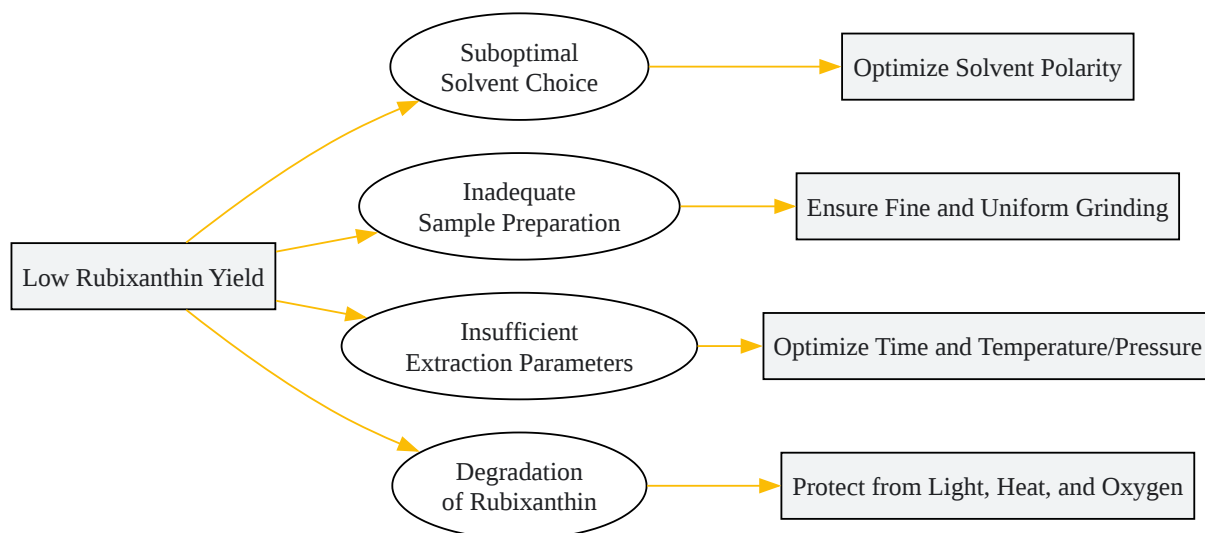 Suboptimal
Solvent Choice
Optimize Solvent Polarity
Inadequate
Sample Preparation
Ensure Fine and Uniform Grinding
Low Rubixanthin Yield
Insufficient
Extraction Parameters
Optimize Time and Temperature/Pressure
Degradation
of Rubixanthin
Protect from Light, Heat, and Oxygen